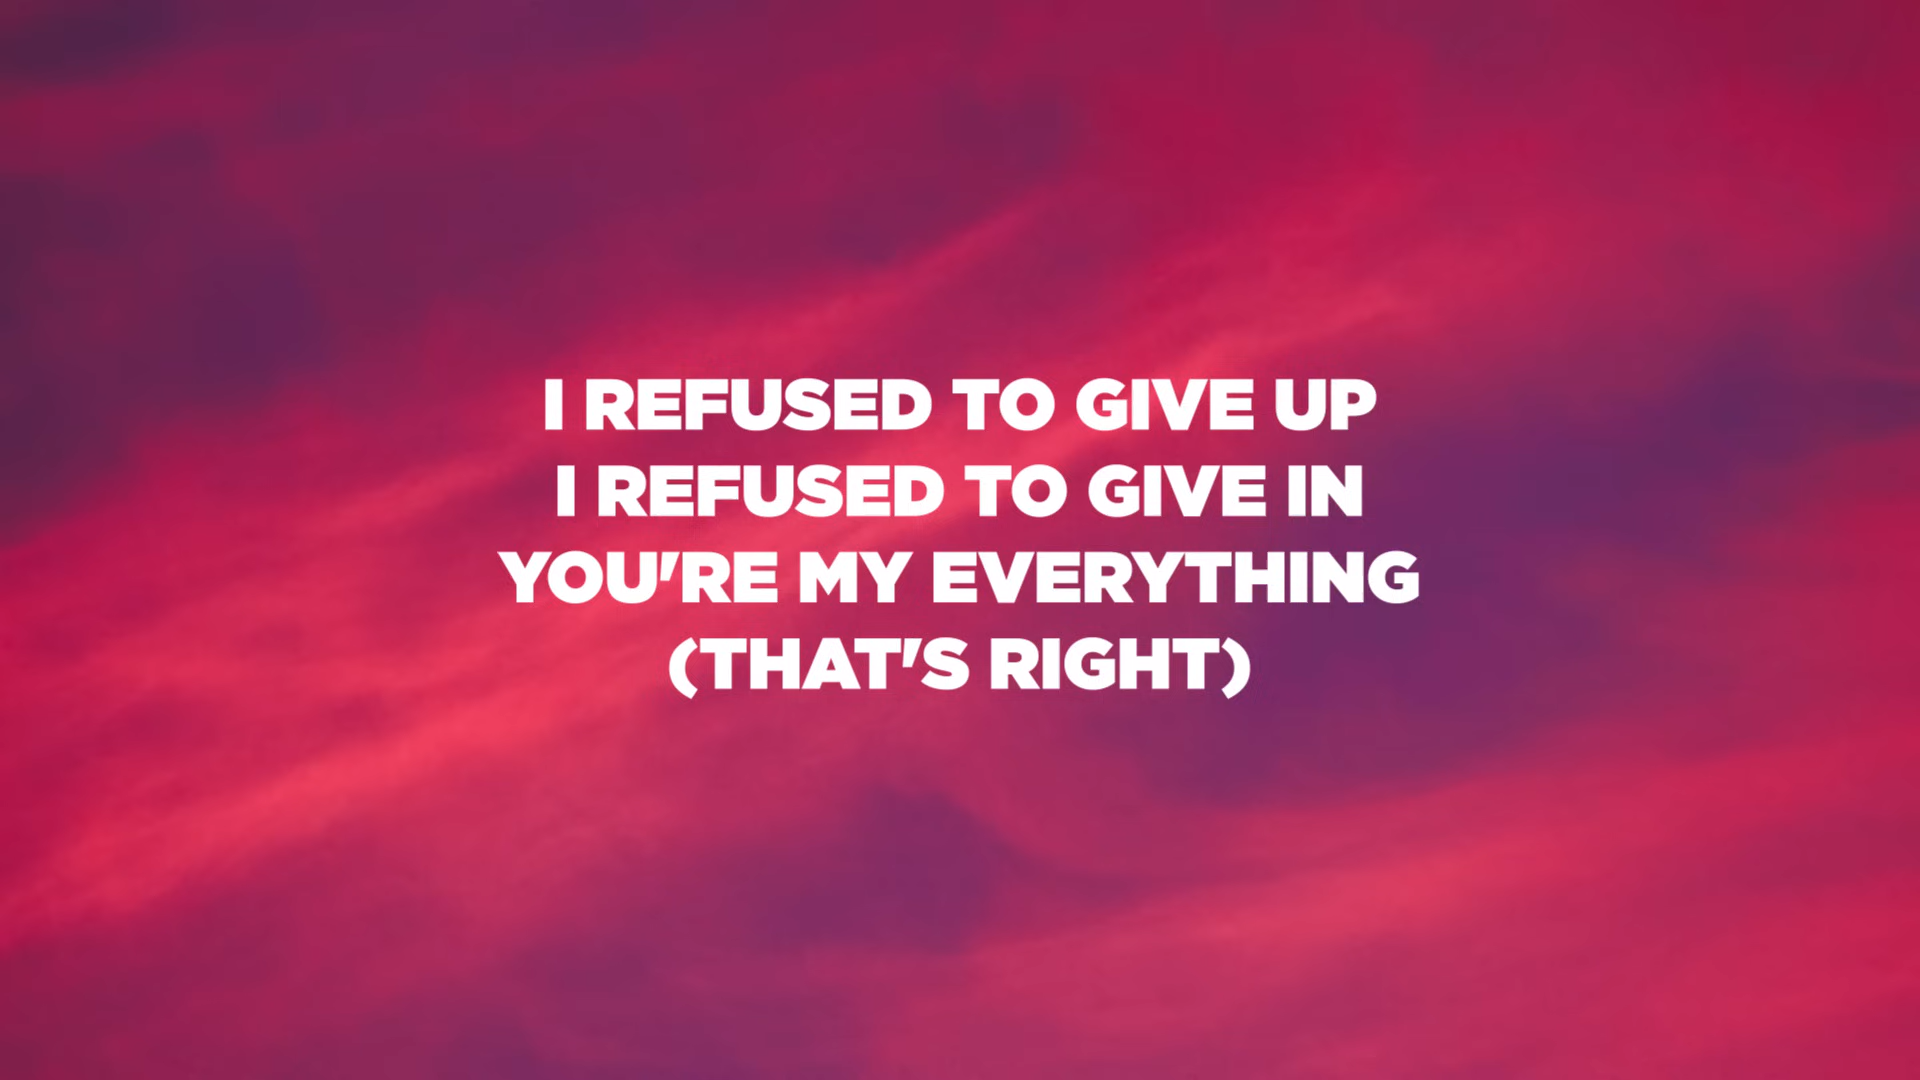 I REFUSED TO GIVE UP
I REFUSED TO GIVE IN
YOU'RE MY EVERYTHING
(THAT'S RIGHT)